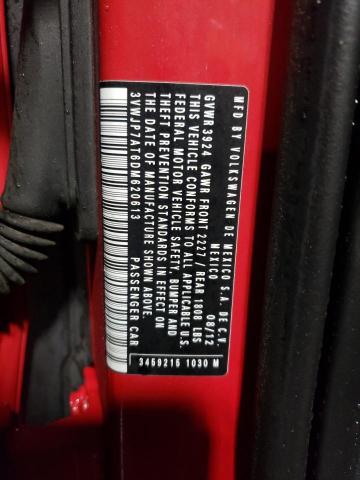 MFD BY VOLKSWAGEN DE MEXICO S.A. DE C.V.
MEXICO 06/12
GVWR 3924 GAWR FRONT 2227 / REAR 1808 LBS
THIS VEHICLE CONFORMS TO ALL APPLICABLE U.S.
FEDERAL MOTOR VEHICLE SAFETY, BUMPER AND
THEFT PREVENTION STANDARDS IN EFFECT ON
THE DATE OF MANUFACTURE SHOWN ABOVE.
3VWJP7AT6DM620613 PASSENGER CAR
3459215 1030 M